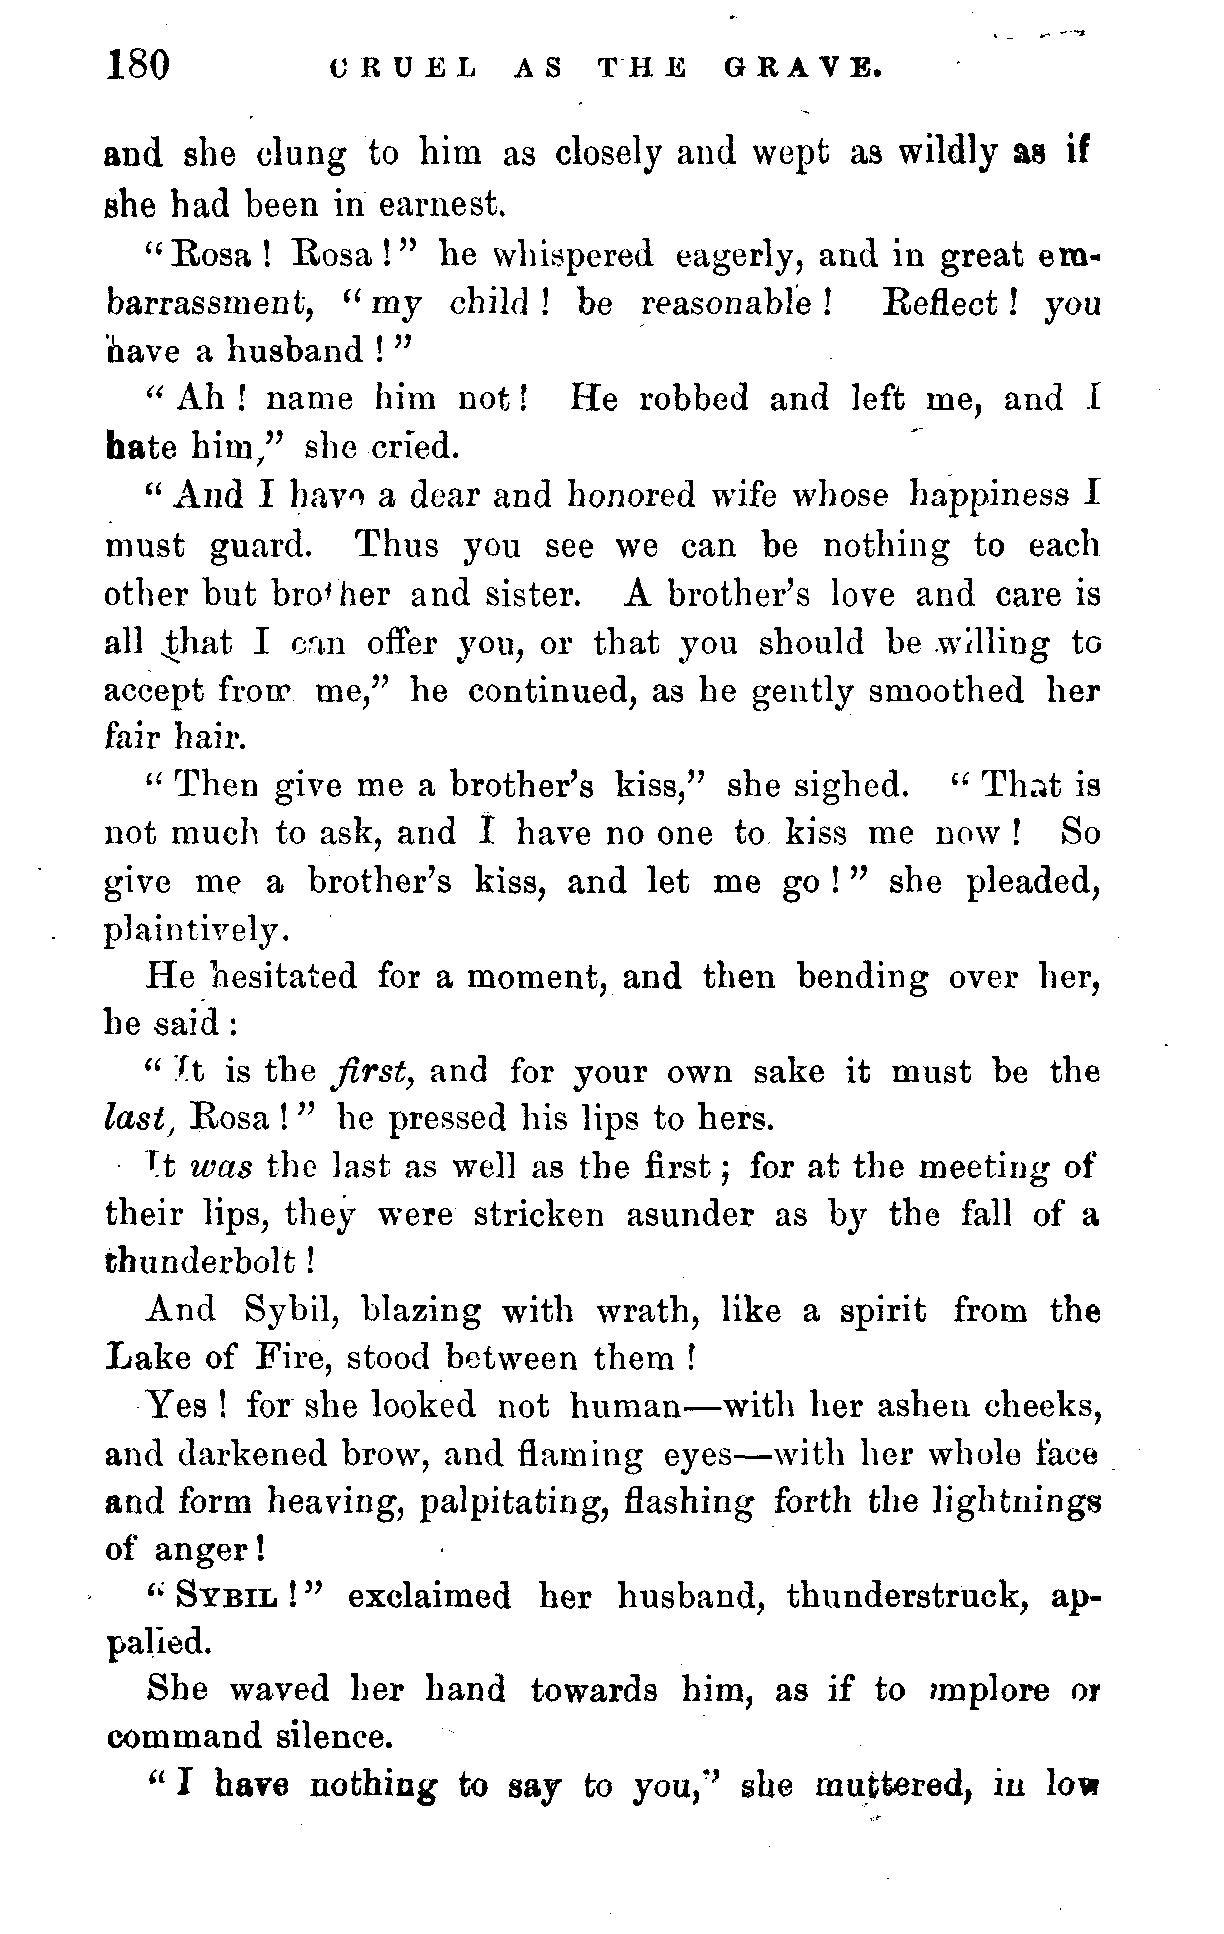 180 CRUEL AS THE GRAVE.
and she clung to him as closely and wept as wildly as if
she had been in earnest.
"Rosa! Rosa!" he whispered eagerly, and in great em-
barrassment, "my child! be reasonable! Reflect! you
have a husband!"
"Ah! name him not! He robbed and left me, and I
hate him," she cried.
"And I have a dear and honored wife whose happiness I
must guard. Thus you see we can be nothing to each
other but brother and sister. A brother's love and care is
all that I can offer you, or that you should be willing to
accept from me," he continued, as he gently smoothed her
fair hair.
"Then give me a brother's kiss," she sighed. "That is
not much to ask, and I have no one to kiss me now! So
give me a brother's kiss, and let me go!" she pleaded,
plaintively.
He hesitated for a moment, and then bending over her,
he said:
"It is the first, and for your own sake it must be the
last, Rosa!" he pressed his lips to hers.
It was the last as well as the first; for at the meeting of
their lips, they were stricken asunder as by the fall of a
thunderbolt!
And Sybil, blazing with wrath, like a spirit from the
Lake of Fire, stood between them!
Yes! for she looked not human—with her ashen cheeks,
and darkened brow, and flaming eyes—with her whole face
and form heaving, palpitating, flashing forth the lightnings
of anger!
"SYBIL!" exclaimed her husband, thunderstruck, ap-
palled.
She waved her hand towards him, as if to implore or
command silence.
"I have nothing to say to you," she muttered, in low